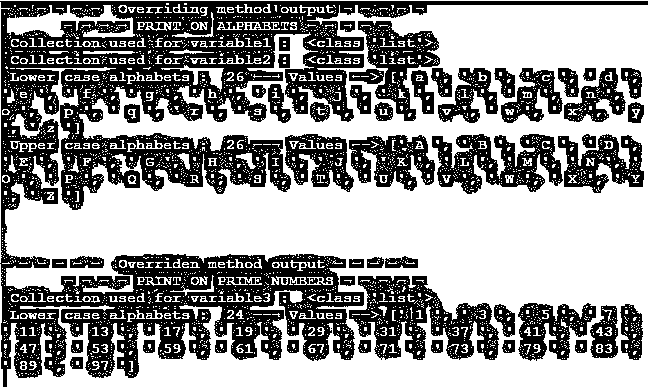 - - - - - - Overriding method output - - - - - -
- - - - - PRINT ON ALPHABETS - - - - -
Collection used for variable1 : <class 'list'>
Collection used for variable2 : <class 'list'>
Lower case alphabets : 26 --- Values --->['a', 'b', 'c', 'd',
'e', 'f', 'g', 'h', 'i', 'j', 'k', 'l', 'm', 'n', '
o', 'p', 'q', 'r', 's', 't', 'u', 'v', 'w', 'x', 'y
', 'z']
Upper case alphabets : 26 --- Values --->['A', 'B', 'C', 'D',
'E', 'F', 'G', 'H', 'I', 'J', 'K', 'L', 'M', 'N', '
O', 'P', 'Q', 'R', 'S', 'T', 'U', 'V', 'W', 'X', 'Y
', 'Z']
- - - - - - Overriden method output - - - - - -
- - - - - PRINT ON PRIME NUMBERS - - - - -
Collection used for variable3 : <class 'list'>
Lower case alphabets : 24 --- Values --->['1', '3', '5', '7',
'11', '13', '17', '19', '29', '31', '37', '41', '43',
'47', '53', '59', '61', '67', '71', '73', '79', '83',
'89', '97']